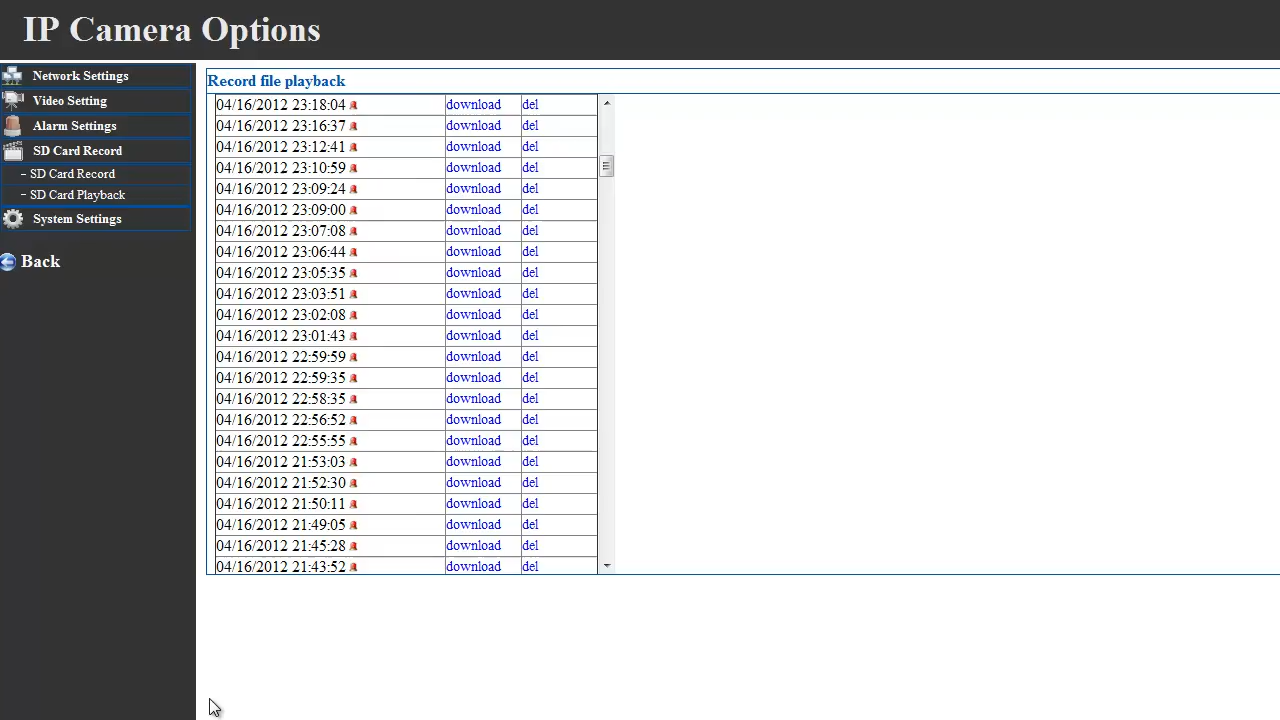 IP Camera Options
Network Settings
Video Setting
Alarm Settings
SD Card Record
- SD Card Record
- SD Card Playback
System Settings
Back
Record file playback
04/16/2012 23:18:04 download del
04/16/2012 23:16:37 download del
04/16/2012 23:12:41 download del
04/16/2012 23:10:59 download del
04/16/2012 23:09:24 download del
04/16/2012 23:09:00 download del
04/16/2012 23:07:08 download del
04/16/2012 23:06:44 download del
04/16/2012 23:05:35 download del
04/16/2012 23:03:51 download del
04/16/2012 23:02:08 download del
04/16/2012 23:01:43 download del
04/16/2012 22:59:59 download del
04/16/2012 22:59:35 download del
04/16/2012 22:58:35 download del
04/16/2012 22:56:52 download del
04/16/2012 22:55:55 download del
04/16/2012 21:53:03 download del
04/16/2012 21:52:30 download del
04/16/2012 21:50:11 download del
04/16/2012 21:49:05 download del
04/16/2012 21:45:28 download del
04/16/2012 21:43:52 download del